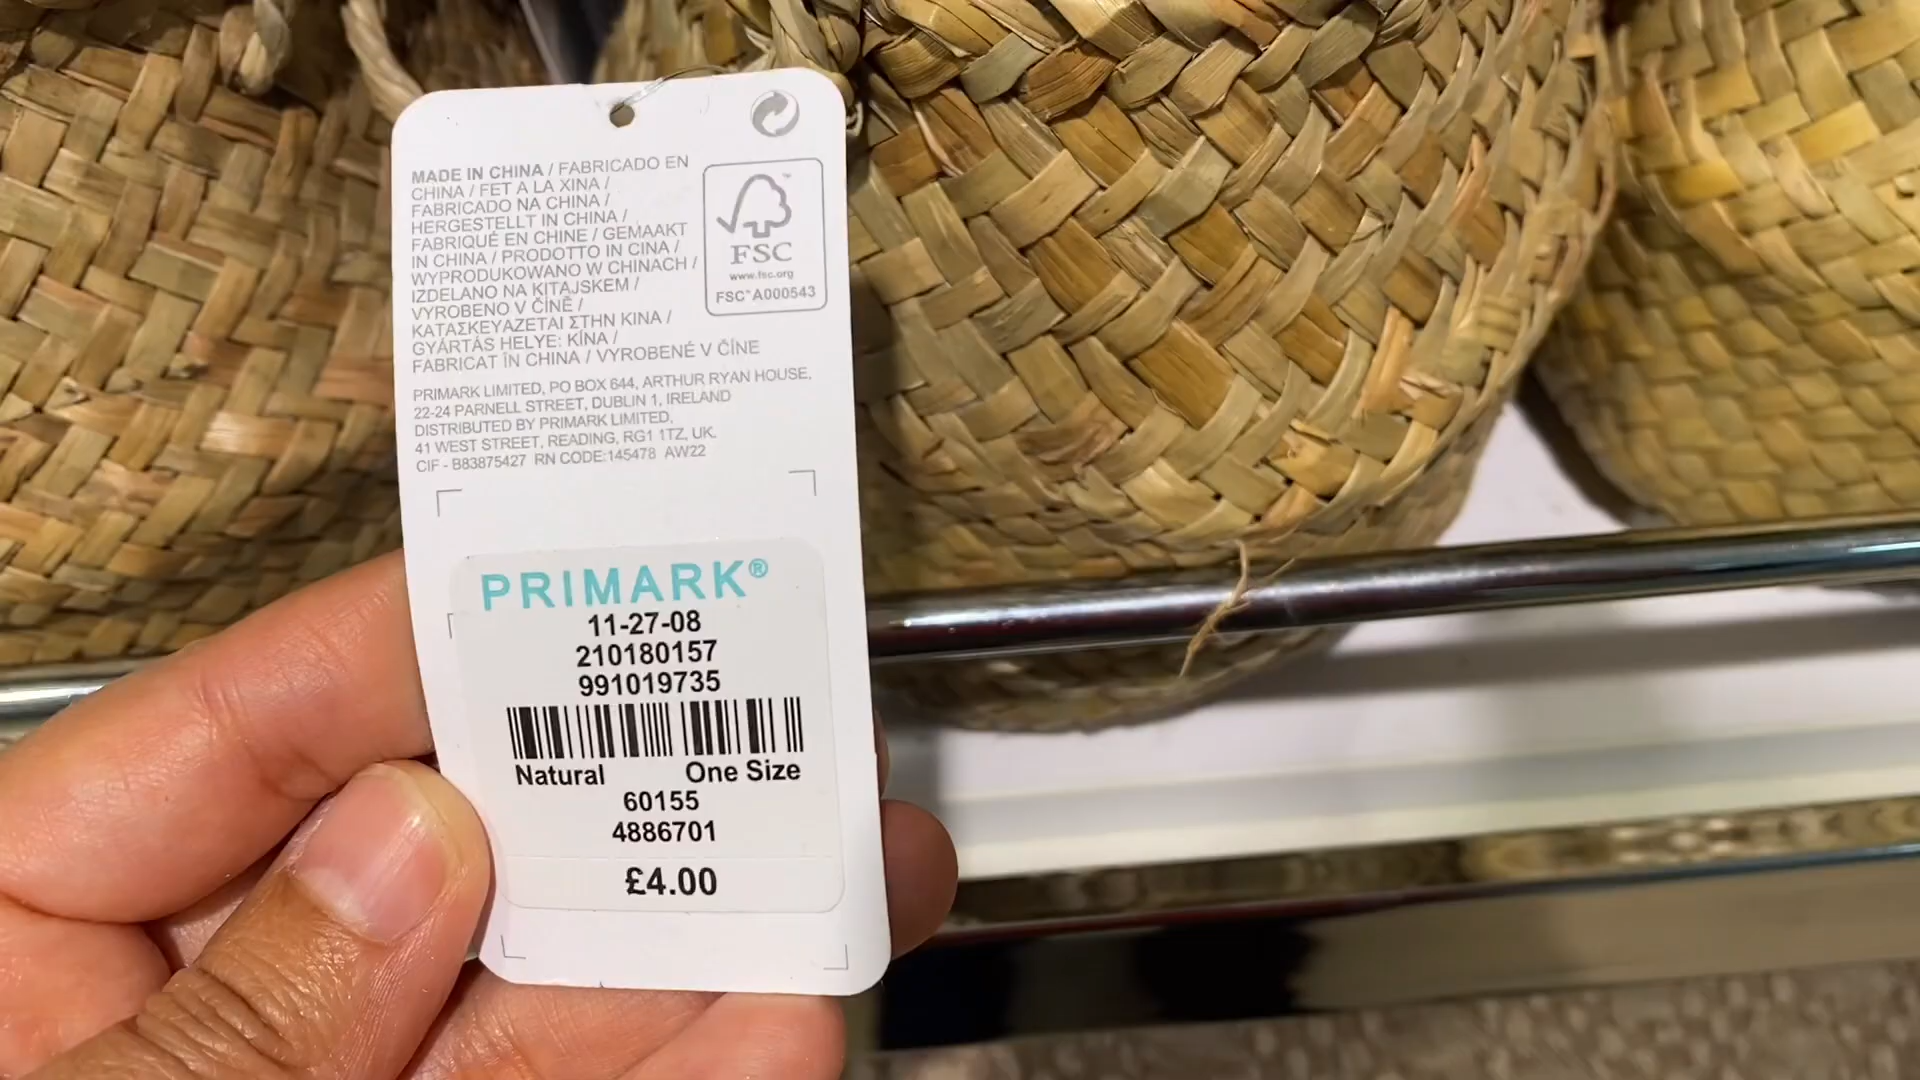 MADE IN CHINA / FABRICADO EN
CHINA / FET A LA XINA /
FABRICADO NA CHINA /
HERGESTELLT IN CHINA /
FABRIQUÉ EN CHINE / GEMAAKT
IN CHINA / PRODOTTO IN CINA /
WYPRODUKOWANO W CHINACH /
IZDELANO NA KITAJSKEM /
VYROBENO V ČÍNĚ /
ΚΑΤΑΣΚΕΥΑΖΕΤΑΙ ΣΤΗΝ ΚΙΝΑ /
GYÁRTÁS HELYE: KÍNA /
FABRICAT ÎN CHINA / VYROBENÉ V ČÍNE
FSC
www.fsc.org
FSC® A000543
PRIMARK LIMITED, PO BOX 644, ARTHUR RYAN HOUSE,
22-24 PARNELL STREET, DUBLIN 1, IRELAND
DISTRIBUTED BY PRIMARK LIMITED,
41 WEST STREET, READING, RG1 1TZ, UK.
CIF - B83875427 RN CODE:145478 AW22
PRIMARK®
11-27-08
210180157
991019735
Natural One Size
60155
4886701
£4.00